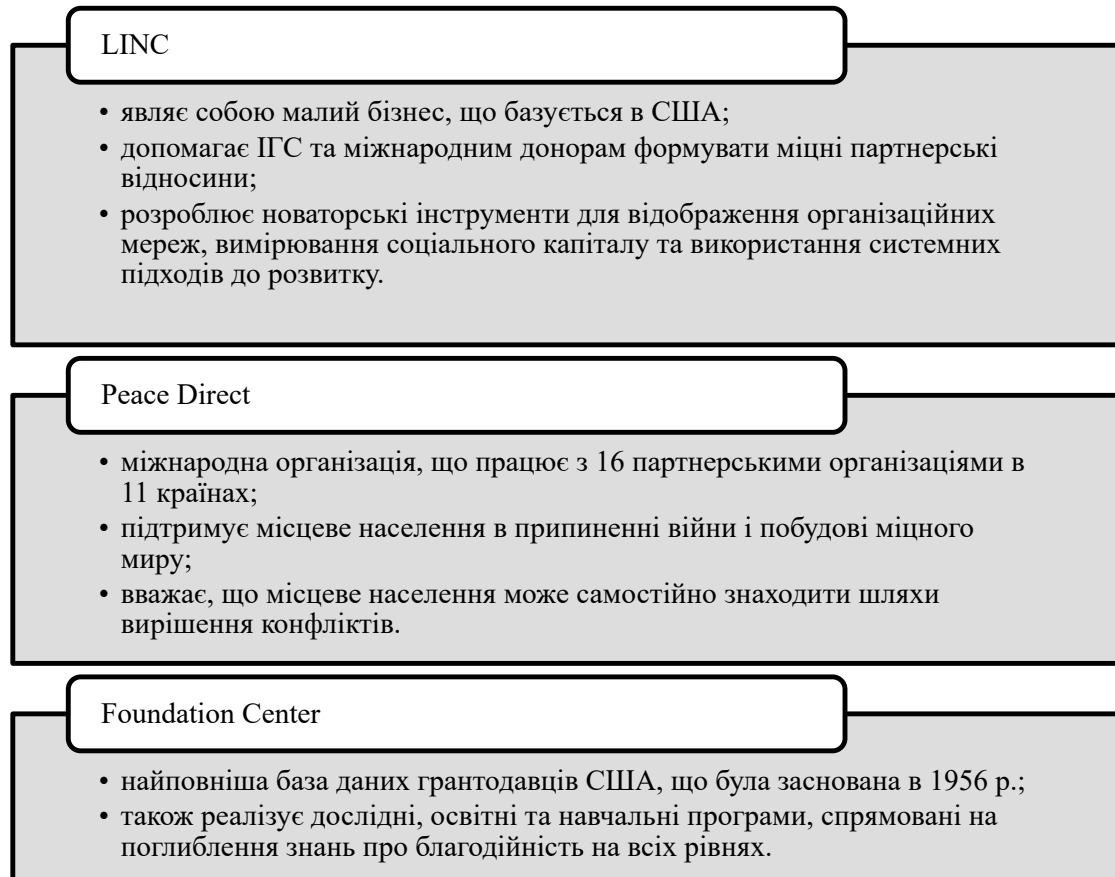 LINC
• являє собою малий бізнес, що базується в США;
• допомагає ІГС та міжнародним донорам формувати міцні партнерські
відносини;
• розроблює новаторські інструменти для відображення організаційних
мереж, вимірювання соціального капіталу та використання системних
підходів до розвитку.
Peace Direct
• міжнародна організація, що працює з 16 партнерськими організаціями в
11 країнах;
• підтримує місцеве населення в припиненні війни і побудові міцного
миру;
• вважає, що місцеве населення може самостійно знаходити шляхи
вирішення конфліктів.
Foundation Center
• найповніша база даних грантодавців США, що була заснована в 1956 р.;
• також реалізує дослідні, освітні та навчальні програми, спрямовані на
поглиблення знань про благодійність на всіх рівнях.